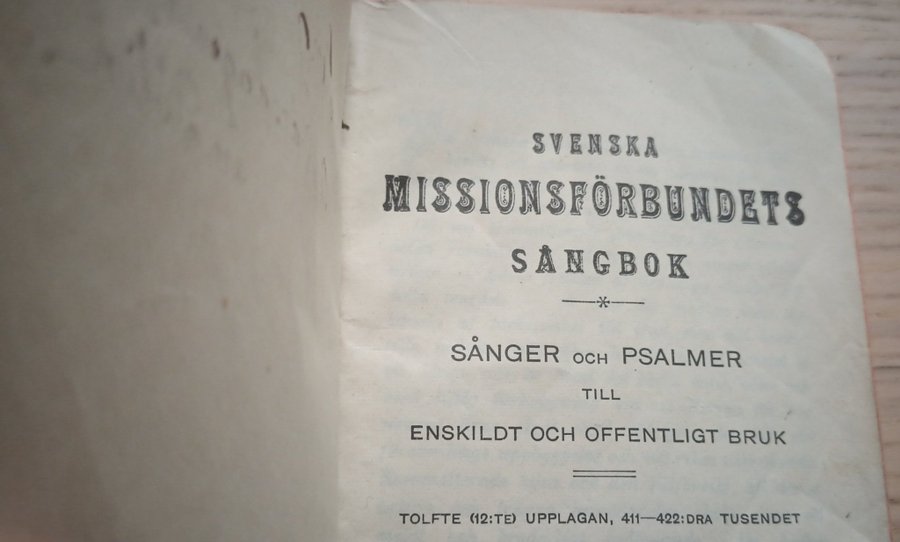 SVENSKA
MISSIONSFÖRBUNDETS
SÅNGBOK
SÅNGER OCH PSALMER
TILL
ENSKILDT OCH OFFENTLIGT BRUK
TOLFTE (12:TE) UPPLAGAN, 411—422:DRA TUSENDET